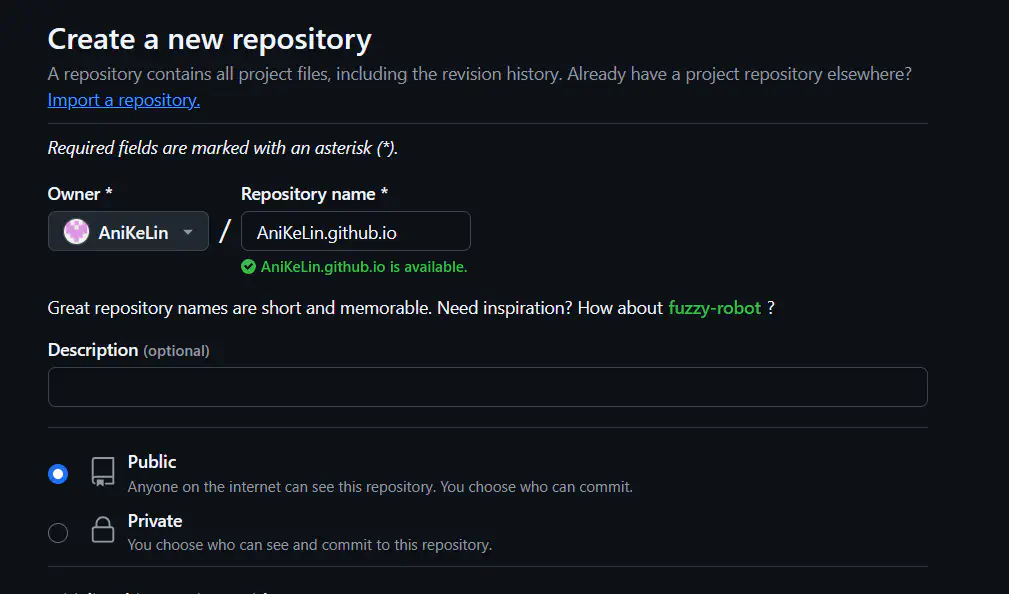 Create a new repository
A repository contains all project files, including the revision history. Already have a project repository elsewhere?
Import a repository.
Required fields are marked with an asterisk (*).
Owner *
Repository name *
AniKeLin
/
AniKeLin.github.io
AniKeLin.github.io is available.
Great repository names are short and memorable. Need inspiration? How about fuzzy-robot ?
Description (optional)
Public
Anyone on the internet can see this repository. You choose who can commit.
Private
You choose who can see and commit to this repository.